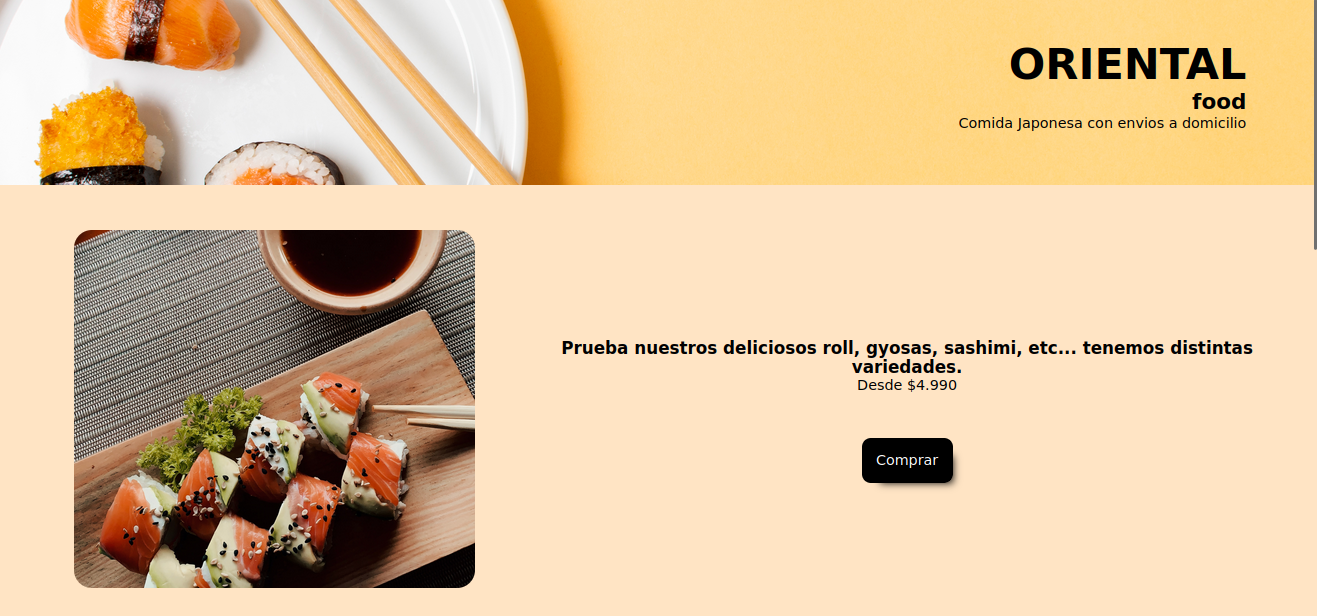 ORIENTAL
food
Comida Japonesa con envios a domicilio
Prueba nuestros deliciosos roll, gyosas, sashimi, etc... tenemos distintas
variedades.
Desde $4.990
Comprar